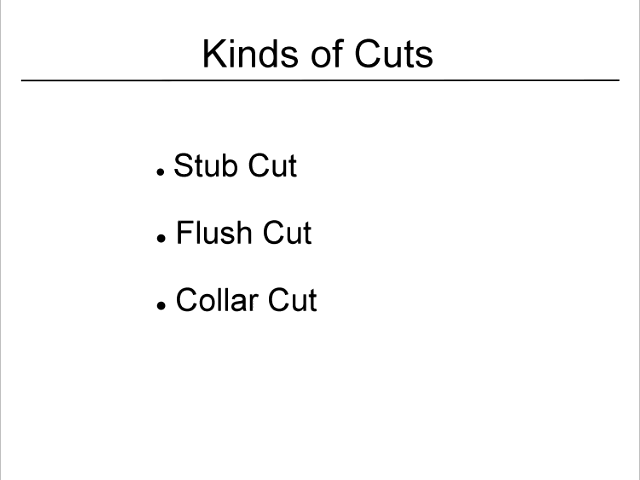 Kinds of Cuts
• Stub Cut
• Flush Cut
• Collar Cut